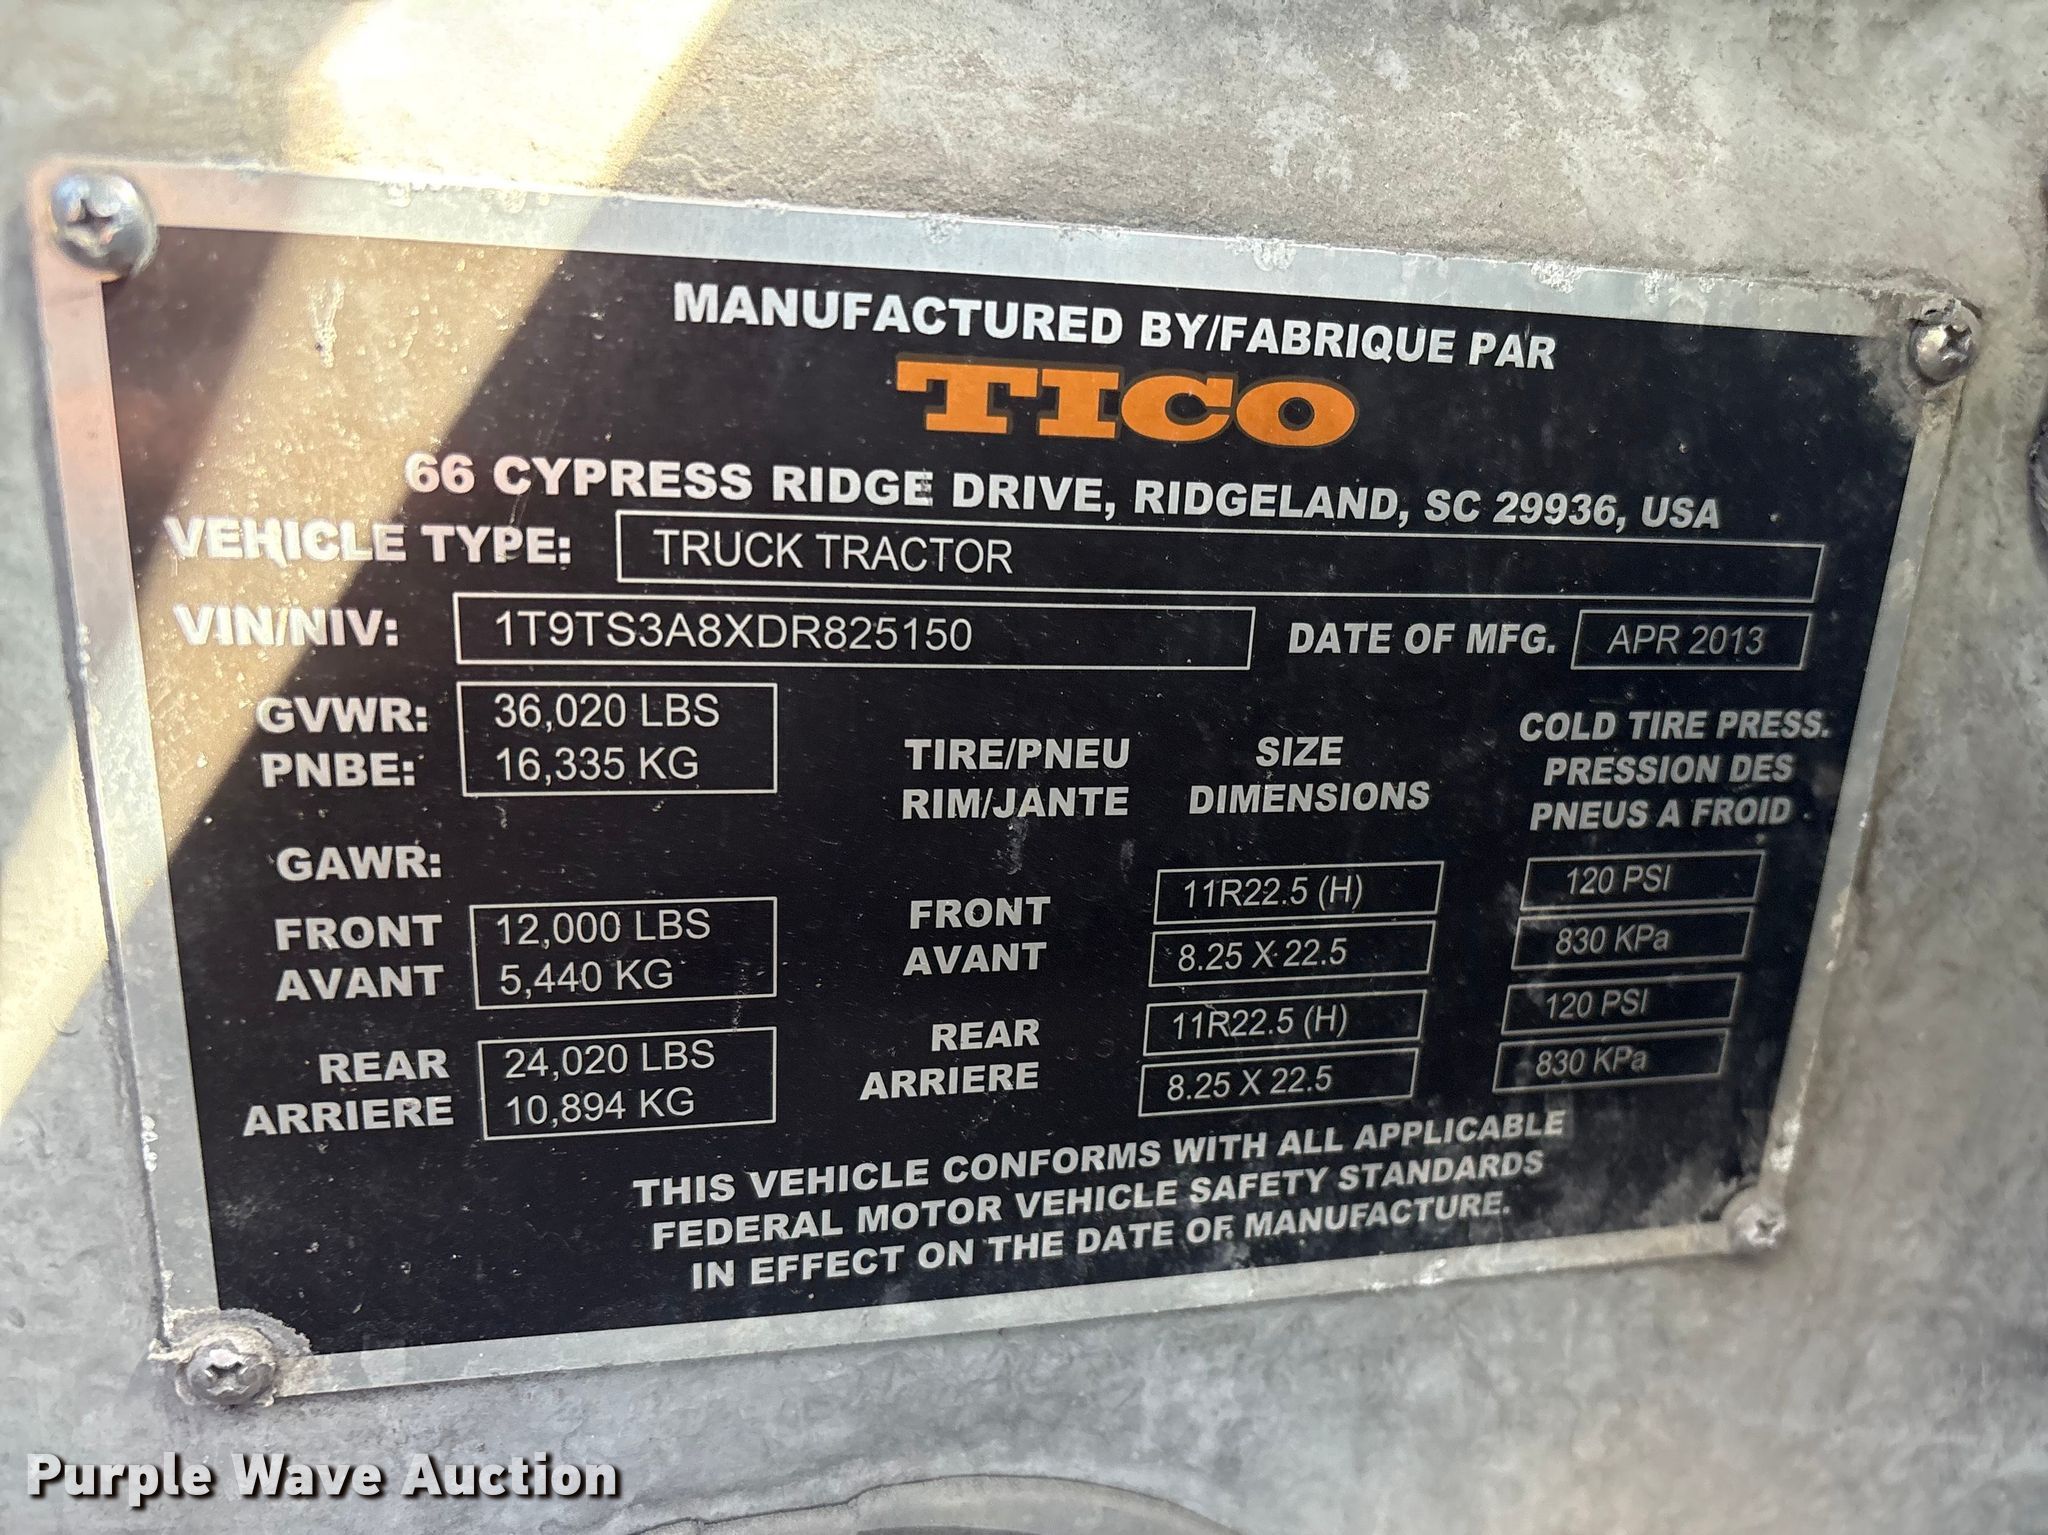 MANUFACTURED BY/FABRIQUE PAR
TICO
66 CYPRESS RIDGE DRIVE, RIDGELAND, SC 29936, USA
VEHICLE TYPE: TRUCK TRACTOR
VIN/NIV: 1T9TS3A8XDR825150 DATE OF MFG. APR 2013
GVWR: 36,020 LBS
PNBE: 16,335 KG
TIRE/PNEU SIZE COLD TIRE PRESS.
RIM/JANTE DIMENSIONS PRESSION DES
PNEUS A FROID
GAWR:
FRONT 12,000 LBS
AVANT 5,440 KG
FRONT 11R22.5 (H) 120 PSI
AVANT 8.25 X 22.5 830 KPa
REAR 24,020 LBS
ARRIERE 10,894 KG
REAR 11R22.5 (H) 120 PSI
ARRIERE 8.25 X 22.5 830 KPa
THIS VEHICLE CONFORMS WITH ALL APPLICABLE
FEDERAL MOTOR VEHICLE SAFETY STANDARDS
IN EFFECT ON THE DATE OF MANUFACTURE.
Purple Wave Auction